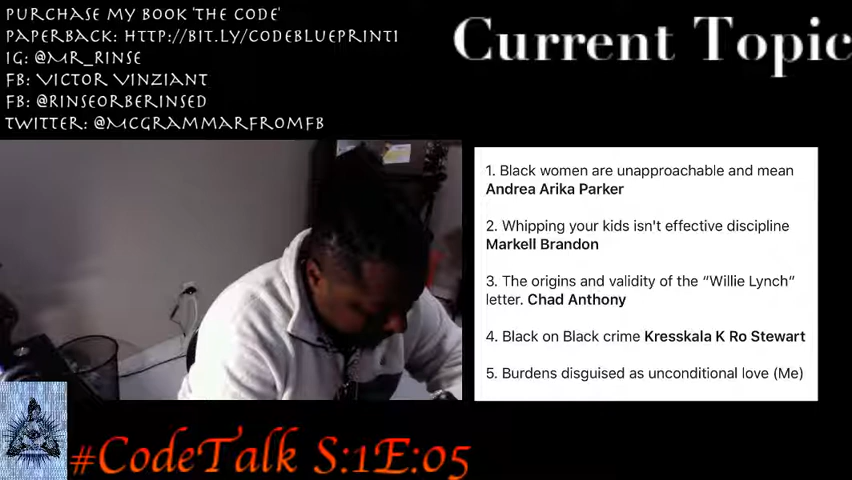 PURCHASE MY BOOK 'THE CODE'
PAPERBACK: HTTP://BIT.LY/CODEBLUEPRINT1
IG: @MR_RINSE
FB: VICTOR VINZIANT
FB: @RINSEORBERINSED
TWITTER: @MCGRAMMARFROMFB
Current Topic
1. Black women are unapproachable and mean
Andrea Arika Parker
2. Whipping your kids isn't effective discipline
Markell Brandon
3. The origins and validity of the “Willie Lynch”
letter. Chad Anthony
4. Black on Black crime Kresskala K Ro Stewart
5. Burdens disguised as unconditional love (Me)
#CodeTalk S:1E:05